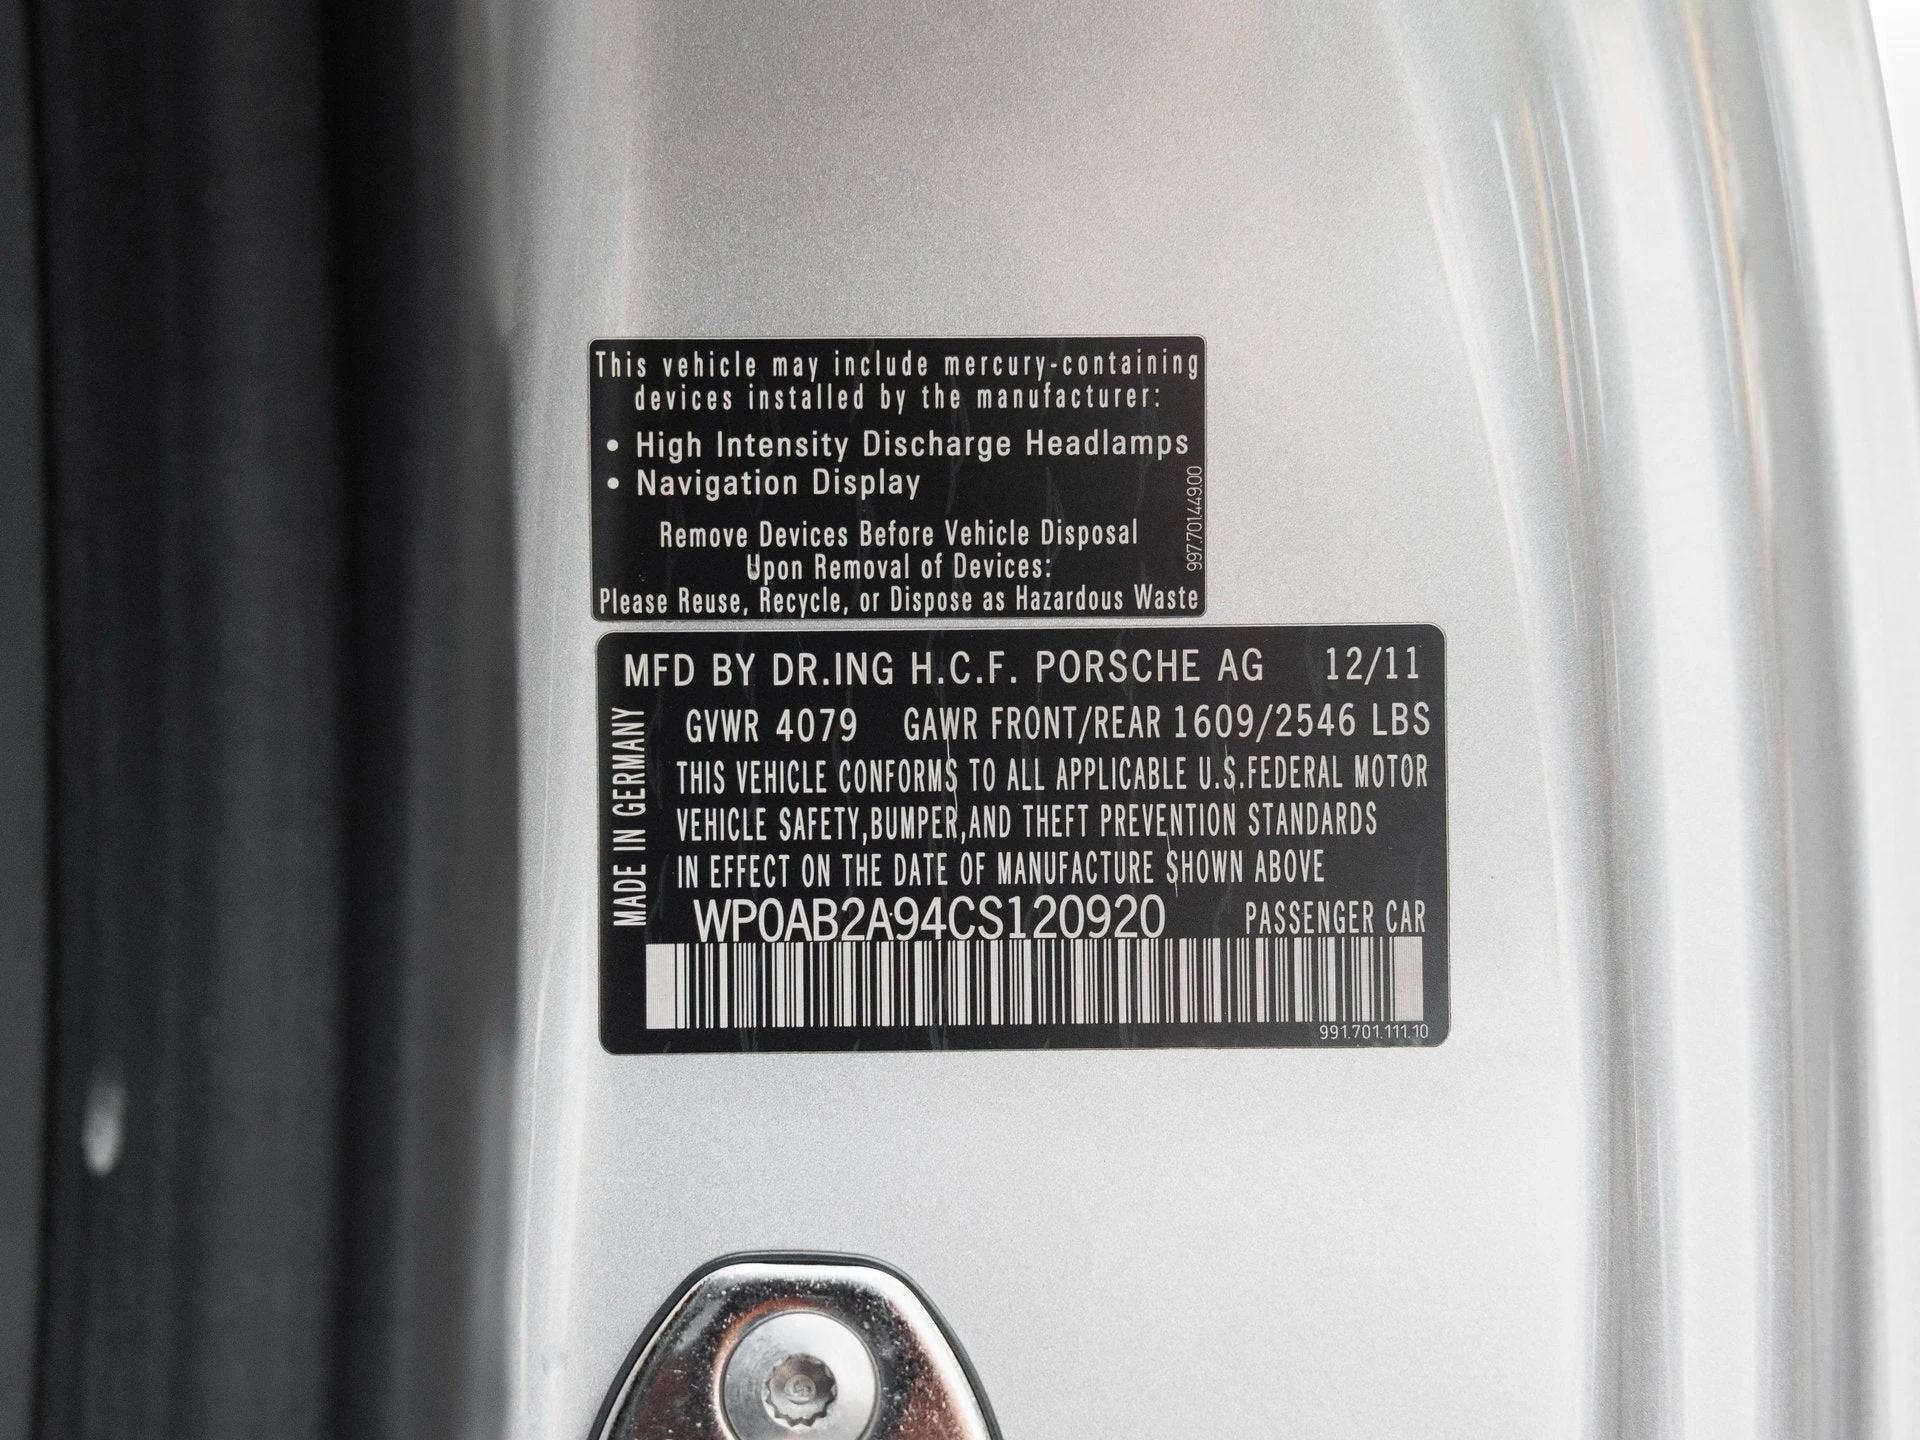 This vehicle may include mercury-containing
devices installed by the manufacturer:
• High Intensity Discharge Headlamps
• Navigation Display
Remove Devices Before Vehicle Disposal
Upon Removal of Devices:
Please Reuse, Recycle, or Dispose as Hazardous Waste
997.701.449.00
MFD BY DR.ING H.C.F. PORSCHE AG 12/11
GVWR 4079 GAWR FRONT/REAR 1609/2546 LBS
THIS VEHICLE CONFORMS TO ALL APPLICABLE U.S.FEDERAL MOTOR
VEHICLE SAFETY,BUMPER,AND THEFT PREVENTION STANDARDS
IN EFFECT ON THE DATE OF MANUFACTURE SHOWN ABOVE
MADE IN GERMANY
WP0AB2A94CS120920 PASSENGER CAR
991.701.111.10